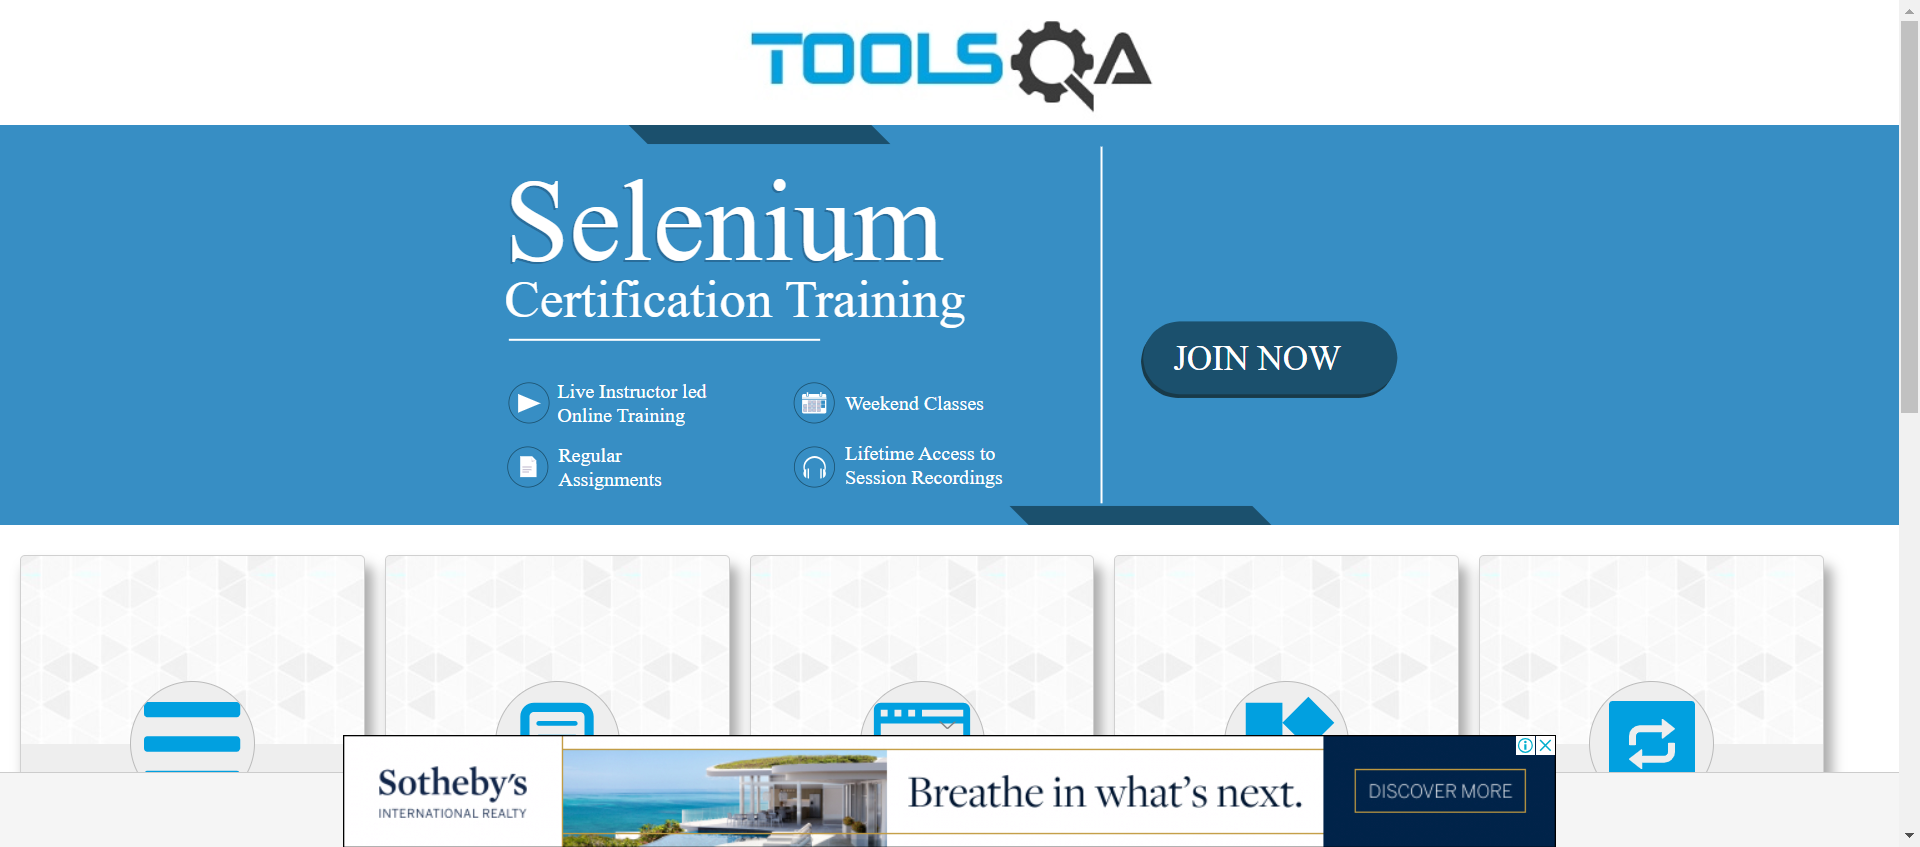 TOOLSQA
Selenium
Certification Training
Live Instructor led
Online Training
Weekend Classes
Regular
Assignments
Lifetime Access to
Session Recordings
JOIN NOW
Sotheby's
INTERNATIONAL REALTY
Breathe in what's next.
DISCOVER MORE